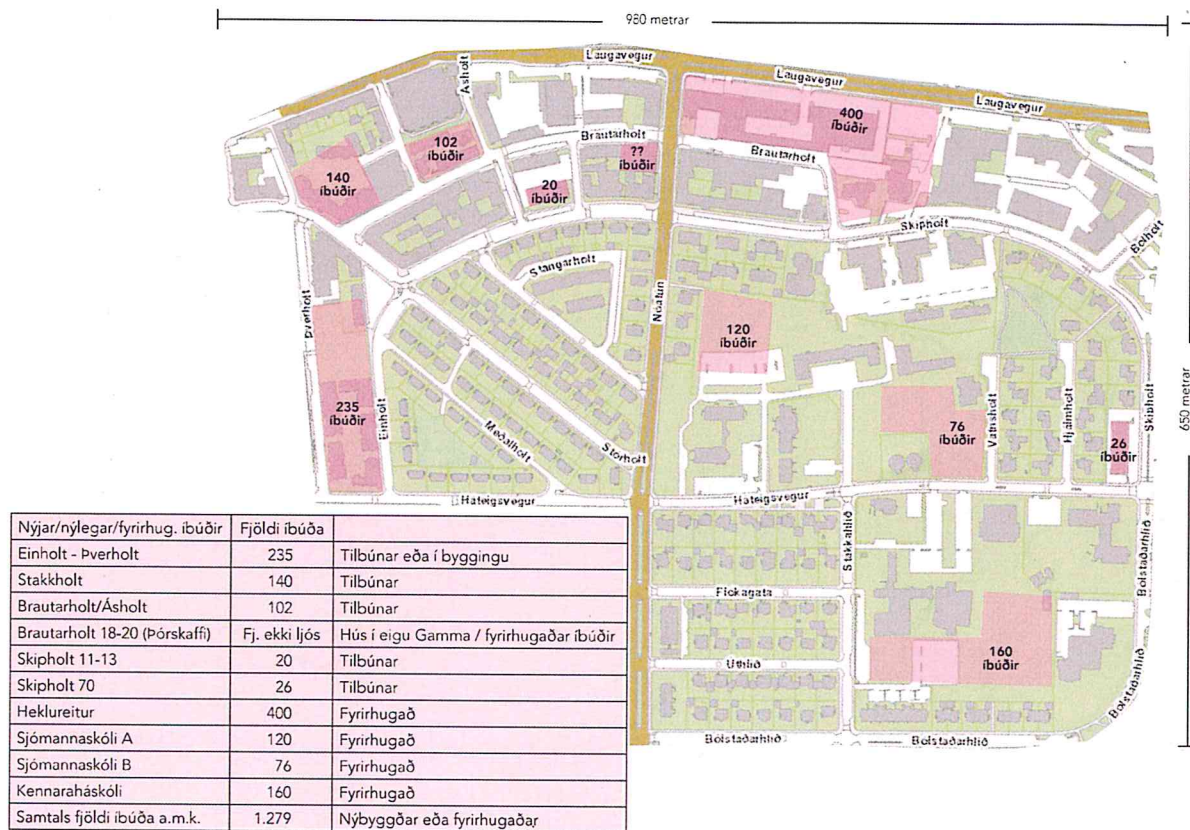 980 metrar
650 metrar
Laugavegur
Laugavegur
Laugavegur
Ásholt
Brautarholt
Brautarholt
400
íbúðir
102
íbúðir
??
íbúðir
140
íbúðir
20
íbúðir
Skipholt
Bolholt
Stangarholt
Nóatún
Þverholt
120
íbúðir
235
íbúðir
Einholt
Meðalholt
Stórholt
76
íbúðir
Vatnsholt
Hjálmholt
26
íbúðir
Skipholt
Háteigsvegur
Háteigsvegur
Stakkahlíð
Bólstaðarhlíð
Flókagata
Úthlíð
160
íbúðir
Bólstaðarhlíð
Bólstaðarhlíð
Bólstaðarhlíð
Nýjar/nýlegar/fyrirhug. íbúðir Fjöldi íbúða
Einholt - Þverholt 235 Tilbúnar eða í byggingu
Stakkholt 140 Tilbúnar
Brautarholt/Ásholt 102 Tilbúnar
Brautarholt 18-20 (Þórskaffi) Fj. ekki ljós Hús í eigu Gamma / fyrirhugaðar íbúðir
Skipholt 11-13 20 Tilbúnar
Skipholt 70 26 Tilbúnar
Heklureitur 400 Fyrirhugað
Sjómannaskóli A 120 Fyrirhugað
Sjómannaskóli B 76 Fyrirhugað
Kennaraháskóli 160 Fyrirhugað
Samtals fjöldi íbúða a.m.k. 1.279 Nýbyggðar eða fyrirhugaðar